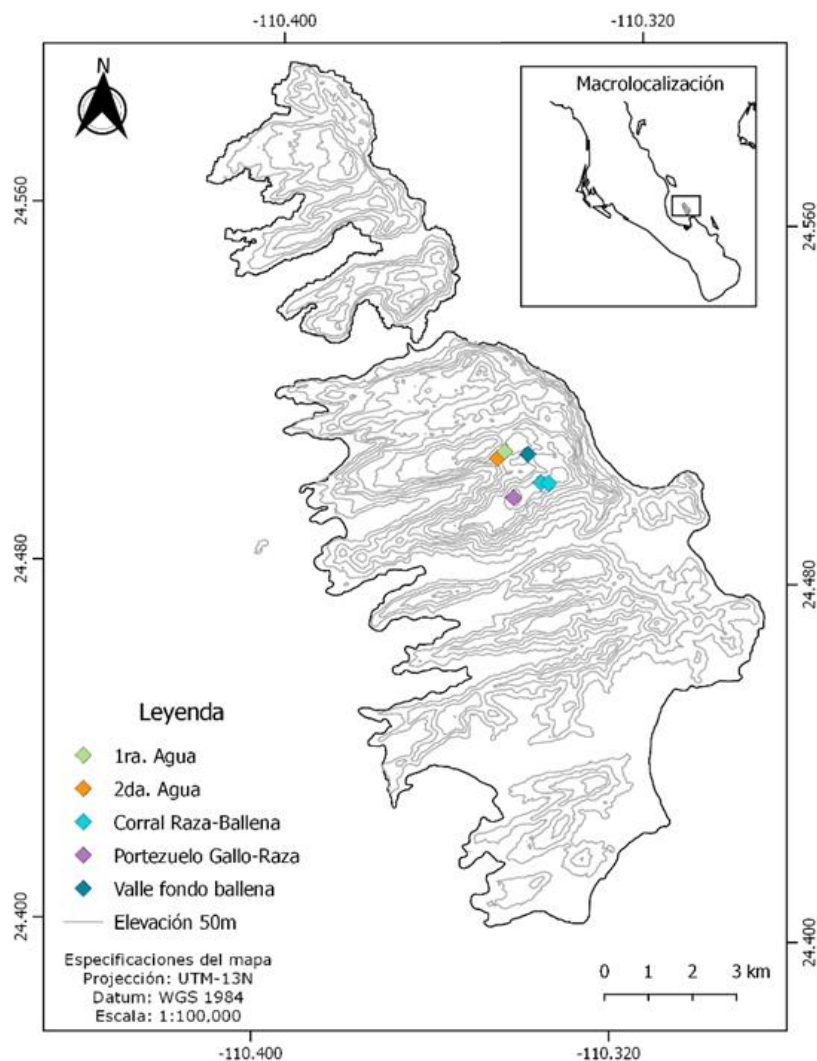 -110.400
-110.320
N
Macrolocalización
24.560
24.560
24.480
24.480
Leyenda
1ra. Agua
2da. Agua
Corral Raza-Ballena
Portezuelo Gallo-Raza
Valle fondo ballena
Elevación 50m
24.400
24.400
Especificaciones del mapa
Projección: UTM-13N
Datum: WGS 1984
Escala: 1:100,000
0 1 2 3 km
-110.400
-110.320